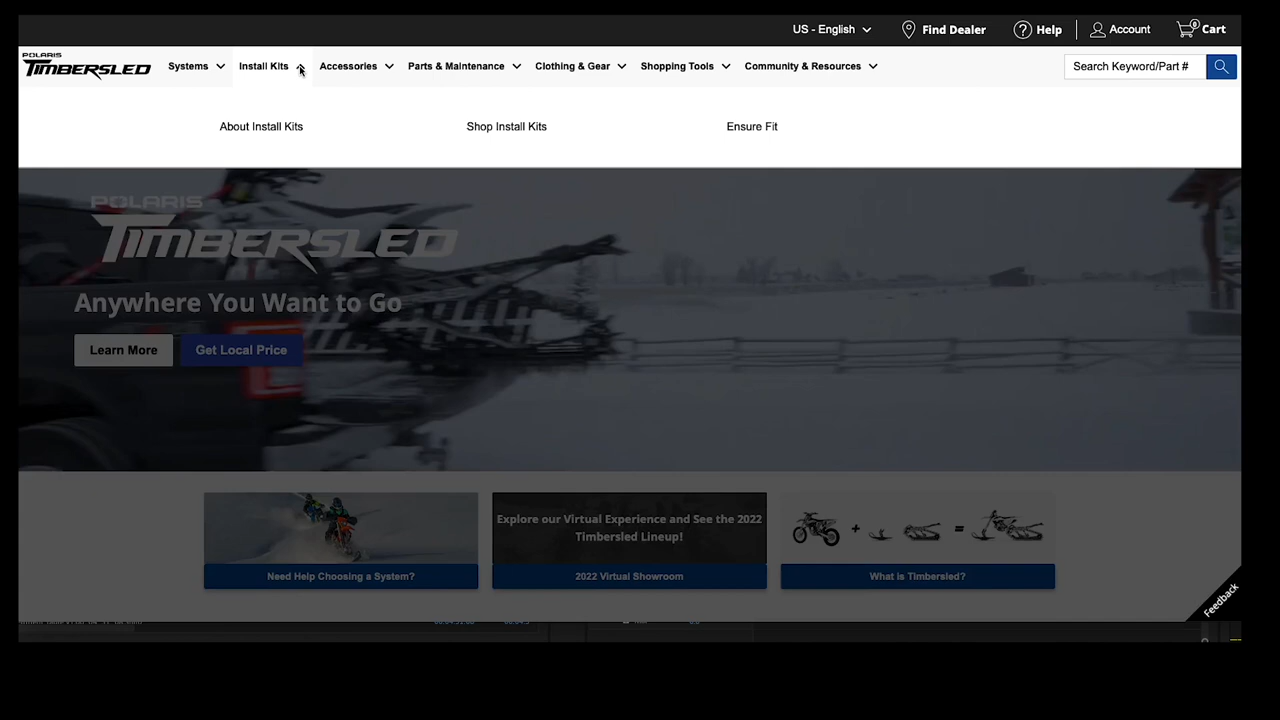 US - English
Find Dealer
Help
Account
0
Cart
POLARIS
TIMBERSLED
Systems
Install Kits
Accessories
Parts & Maintenance
Clothing & Gear
Shopping Tools
Community & Resources
Search Keyword/Part #
About Install Kits
Shop Install Kits
Ensure Fit
POLARIS
TIMBERSLED
Anywhere You Want to Go
Learn More
Get Local Price
Explore our Virtual Experience and See the 2022
Timbersled Lineup!
+
=
Need Help Choosing a System?
2022 Virtual Showroom
What is Timbersled?
Feedback